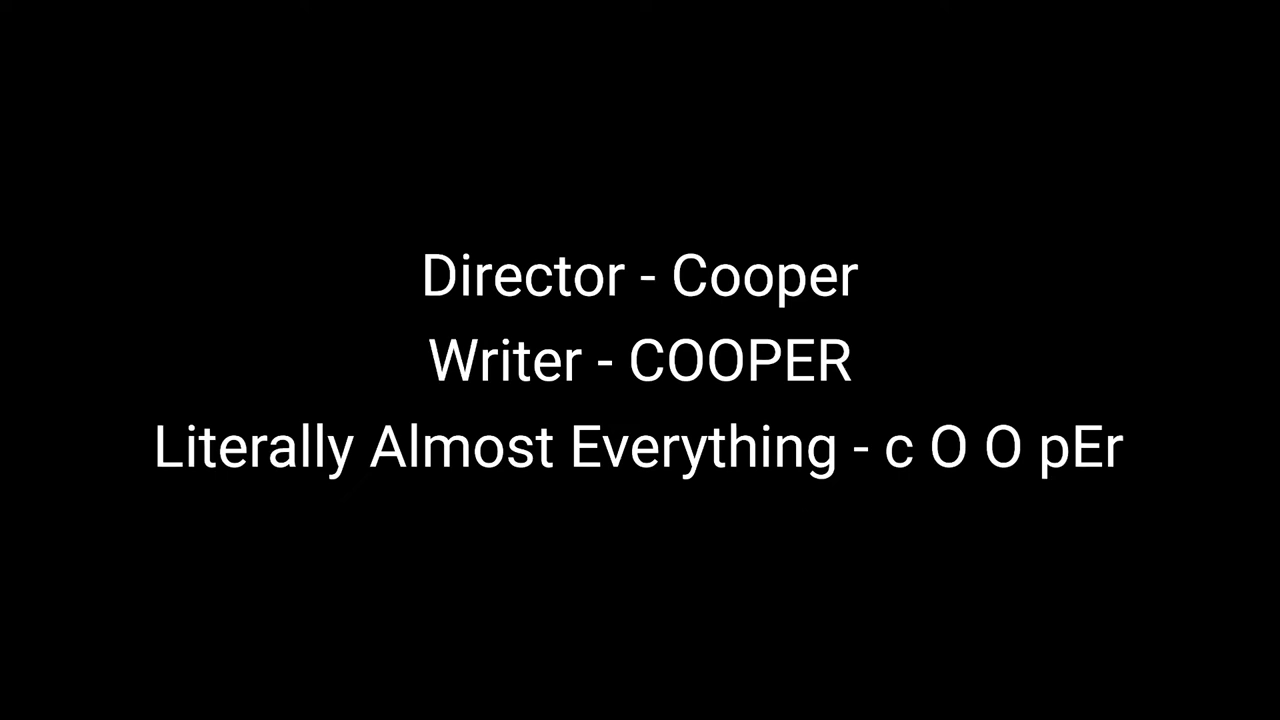 Director - Cooper
Writer - COOPER
Literally Almost Everything - c O O pEr